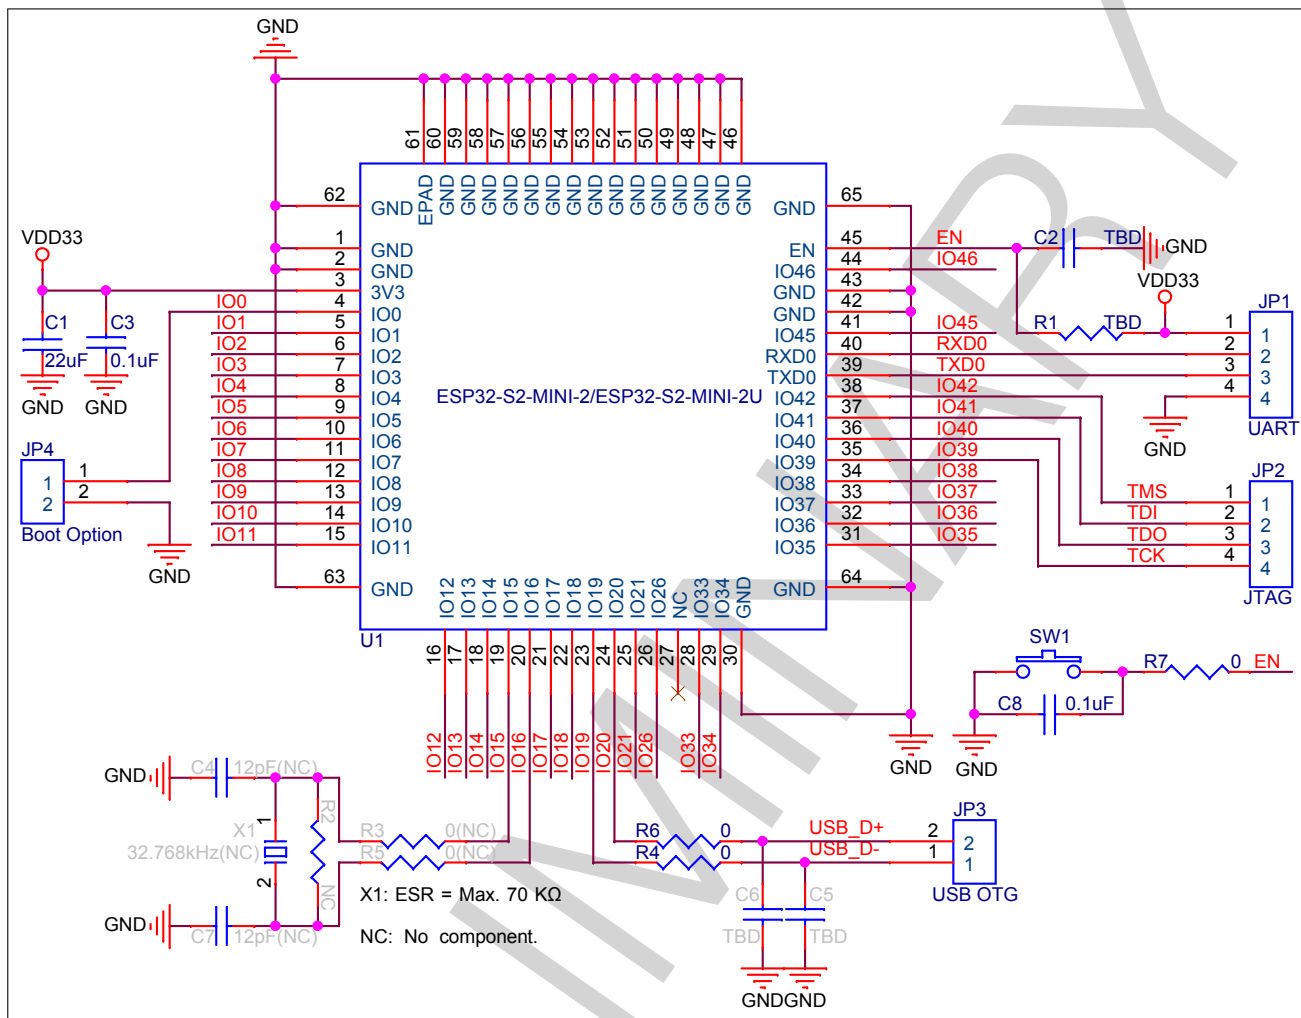 GND
61 60 59 58 57 56 55 54 53 52 51 50 49 48 47 46
EPAD GND GND GND GND GND GND GND GND GND GND GND GND GND GND GND
62 GND
1 GND
2 GND
3 3V3
IO0 4 IO0
IO1 5 IO1
IO2 6 IO2
IO3 7 IO3
IO4 8 IO4
IO5 9 IO5
IO6 10 IO6
IO7 11 IO7
IO8 12 IO8
IO9 13 IO9
IO10 14 IO10
IO11 15 IO11
63 GND
VDD33
C1
22uF
GND
C3
0.1uF
GND
JP4
1 1
2 2
Boot Option
GND
ESP32-S2-MINI-2/ESP32-S2-MINI-2U
U1
GND 65
EN 45 EN
IO46 44 IO46
GND 43
GND 42
IO45 41 IO45
RXD0 40 RXD0
TXD0 39 TXD0
IO42 38 IO42
IO41 37 IO41
IO40 36 IO40
IO39 35 IO39
IO38 34 IO38
IO37 33 IO37
IO36 32 IO36
IO35 31 IO35
GND 64
C2 TBD
GND
VDD33
R1 TBD
JP1
1 1
2 2
3 3
4 4
UART
GND
JP2
TMS 1 1
TDI 2 2
TDO 3 3
TCK 4 4
JTAG
IO12 IO13 IO14 IO15 IO16 IO17 IO18 IO19 IO20 IO21 IO26 NC IO33 IO34 GND
16 17 18 19 20 21 22 23 24 25 26 27 28 29 30
IO12 IO13 IO14 IO15 IO16 IO17 IO18 IO19 IO20 IO21 IO26 IO33 IO34
GND
SW1
R7 0 EN
C8 0.1uF
GND
GND
C4 12pF(NC)
X1
32.768kHz(NC)
1
2
R2
NC
R3 0(NC)
R5 0(NC)
GND
C7 12pF(NC)
X1: ESR = Max. 70 KΩ
NC: No component.
R6 0
R4 0
USB_D+
USB_D-
JP3
2 2
1 1
USB OTG
C6
TBD
C5
TBD
GND GND
IMINARY